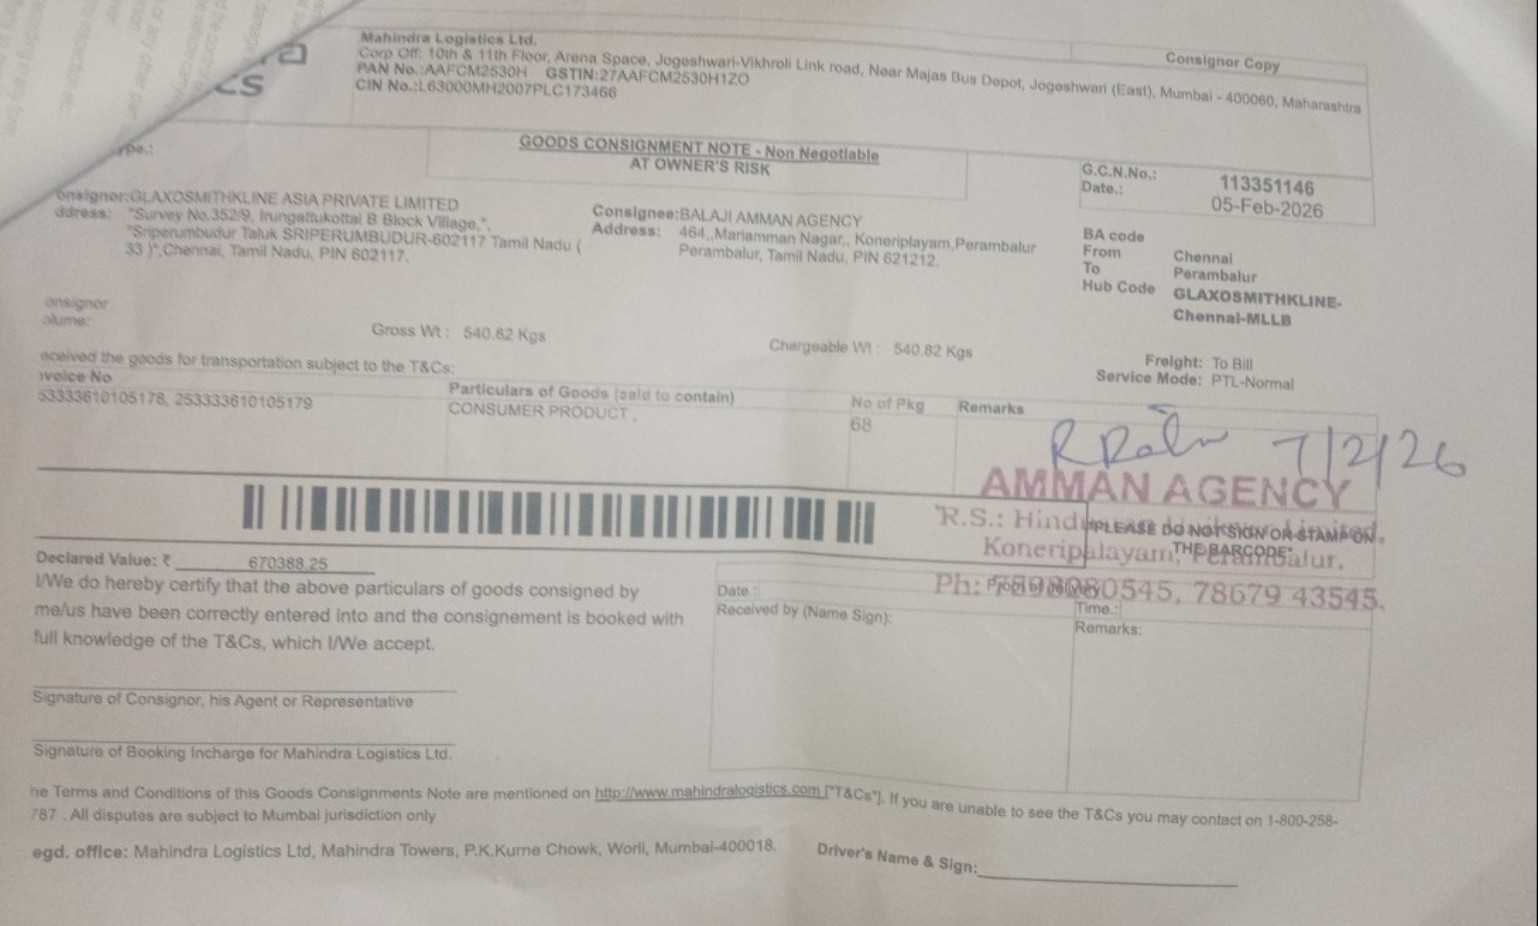 Mahindra Logistics Ltd.
Consignor Copy
Corp Off: 10th & 11th Floor, Arena Space, Jogeshwari-Vikhroli Link road, Near Majas Bus Depot, Jogeshwari (East), Mumbai - 400060, Maharashtra
PAN No.:AAFCM2530H GSTIN:27AAFCM2530H1ZO
CIN No.:L63000MH2007PLC173466
GOODS CONSIGNMENT NOTE - Non Negotiable
AT OWNER'S RISK
ype.:
G.C.N.No.: 113351146
Date.: 05-Feb-2026
onsignor:GLAXOSMITHKLINE ASIA PRIVATE LIMITED
ddress: "Survey No.352/9, Irungattukottai B Block Village,",
"Sriperumbudur Taluk SRIPERUMBUDUR-602117 Tamil Nadu (
33 )",Chennai, Tamil Nadu, PIN 602117.
Consignee:BALAJI AMMAN AGENCY
Address: 464,,Mariamman Nagar,, Koneriplayam,Perambalur
Perambalur, Tamil Nadu, PIN 621212.
BA code
From Chennai
To Perambalur
Hub Code GLAXOSMITHKLINE-
Chennai-MLLB
onsignor
olume:
Gross Wt : 540.82 Kgs
Chargeable Wt : 540.82 Kgs
Freight: To Bill
Service Mode: PTL-Normal
eceived the goods for transportation subject to the T&Cs:
nvoice No Particulars of Goods (said to contain) No of Pkg Remarks
53333610105178, 253333610105179 CONSUMER PRODUCT , 68
7/2/26
AMMAN AGENCY
R.S.: Hind
"PLEASE DO NOT SIGN OR STAMP ON
THE BARCODE"
Koneripalayam, Perambalur.
Ph: 80545, 78679 43545.
Declared Value: ₹ 670388.25
I/We do hereby certify that the above particulars of goods consigned by
me/us have been correctly entered into and the consignement is booked with
full knowledge of the T&Cs, which I/We accept.
Date :
Time.:
Received by (Name Sign):
Remarks:
Signature of Consignor, his Agent or Representative
Signature of Booking Incharge for Mahindra Logistics Ltd.
he Terms and Conditions of this Goods Consignments Note are mentioned on http://www.mahindralogistics.com ["T&Cs"]. If you are unable to see the T&Cs you may contact on 1-800-258-
787 . All disputes are subject to Mumbai jurisdiction only
egd. office: Mahindra Logistics Ltd, Mahindra Towers, P.K.Kurne Chowk, Worli, Mumbai-400018.
Driver's Name & Sign: